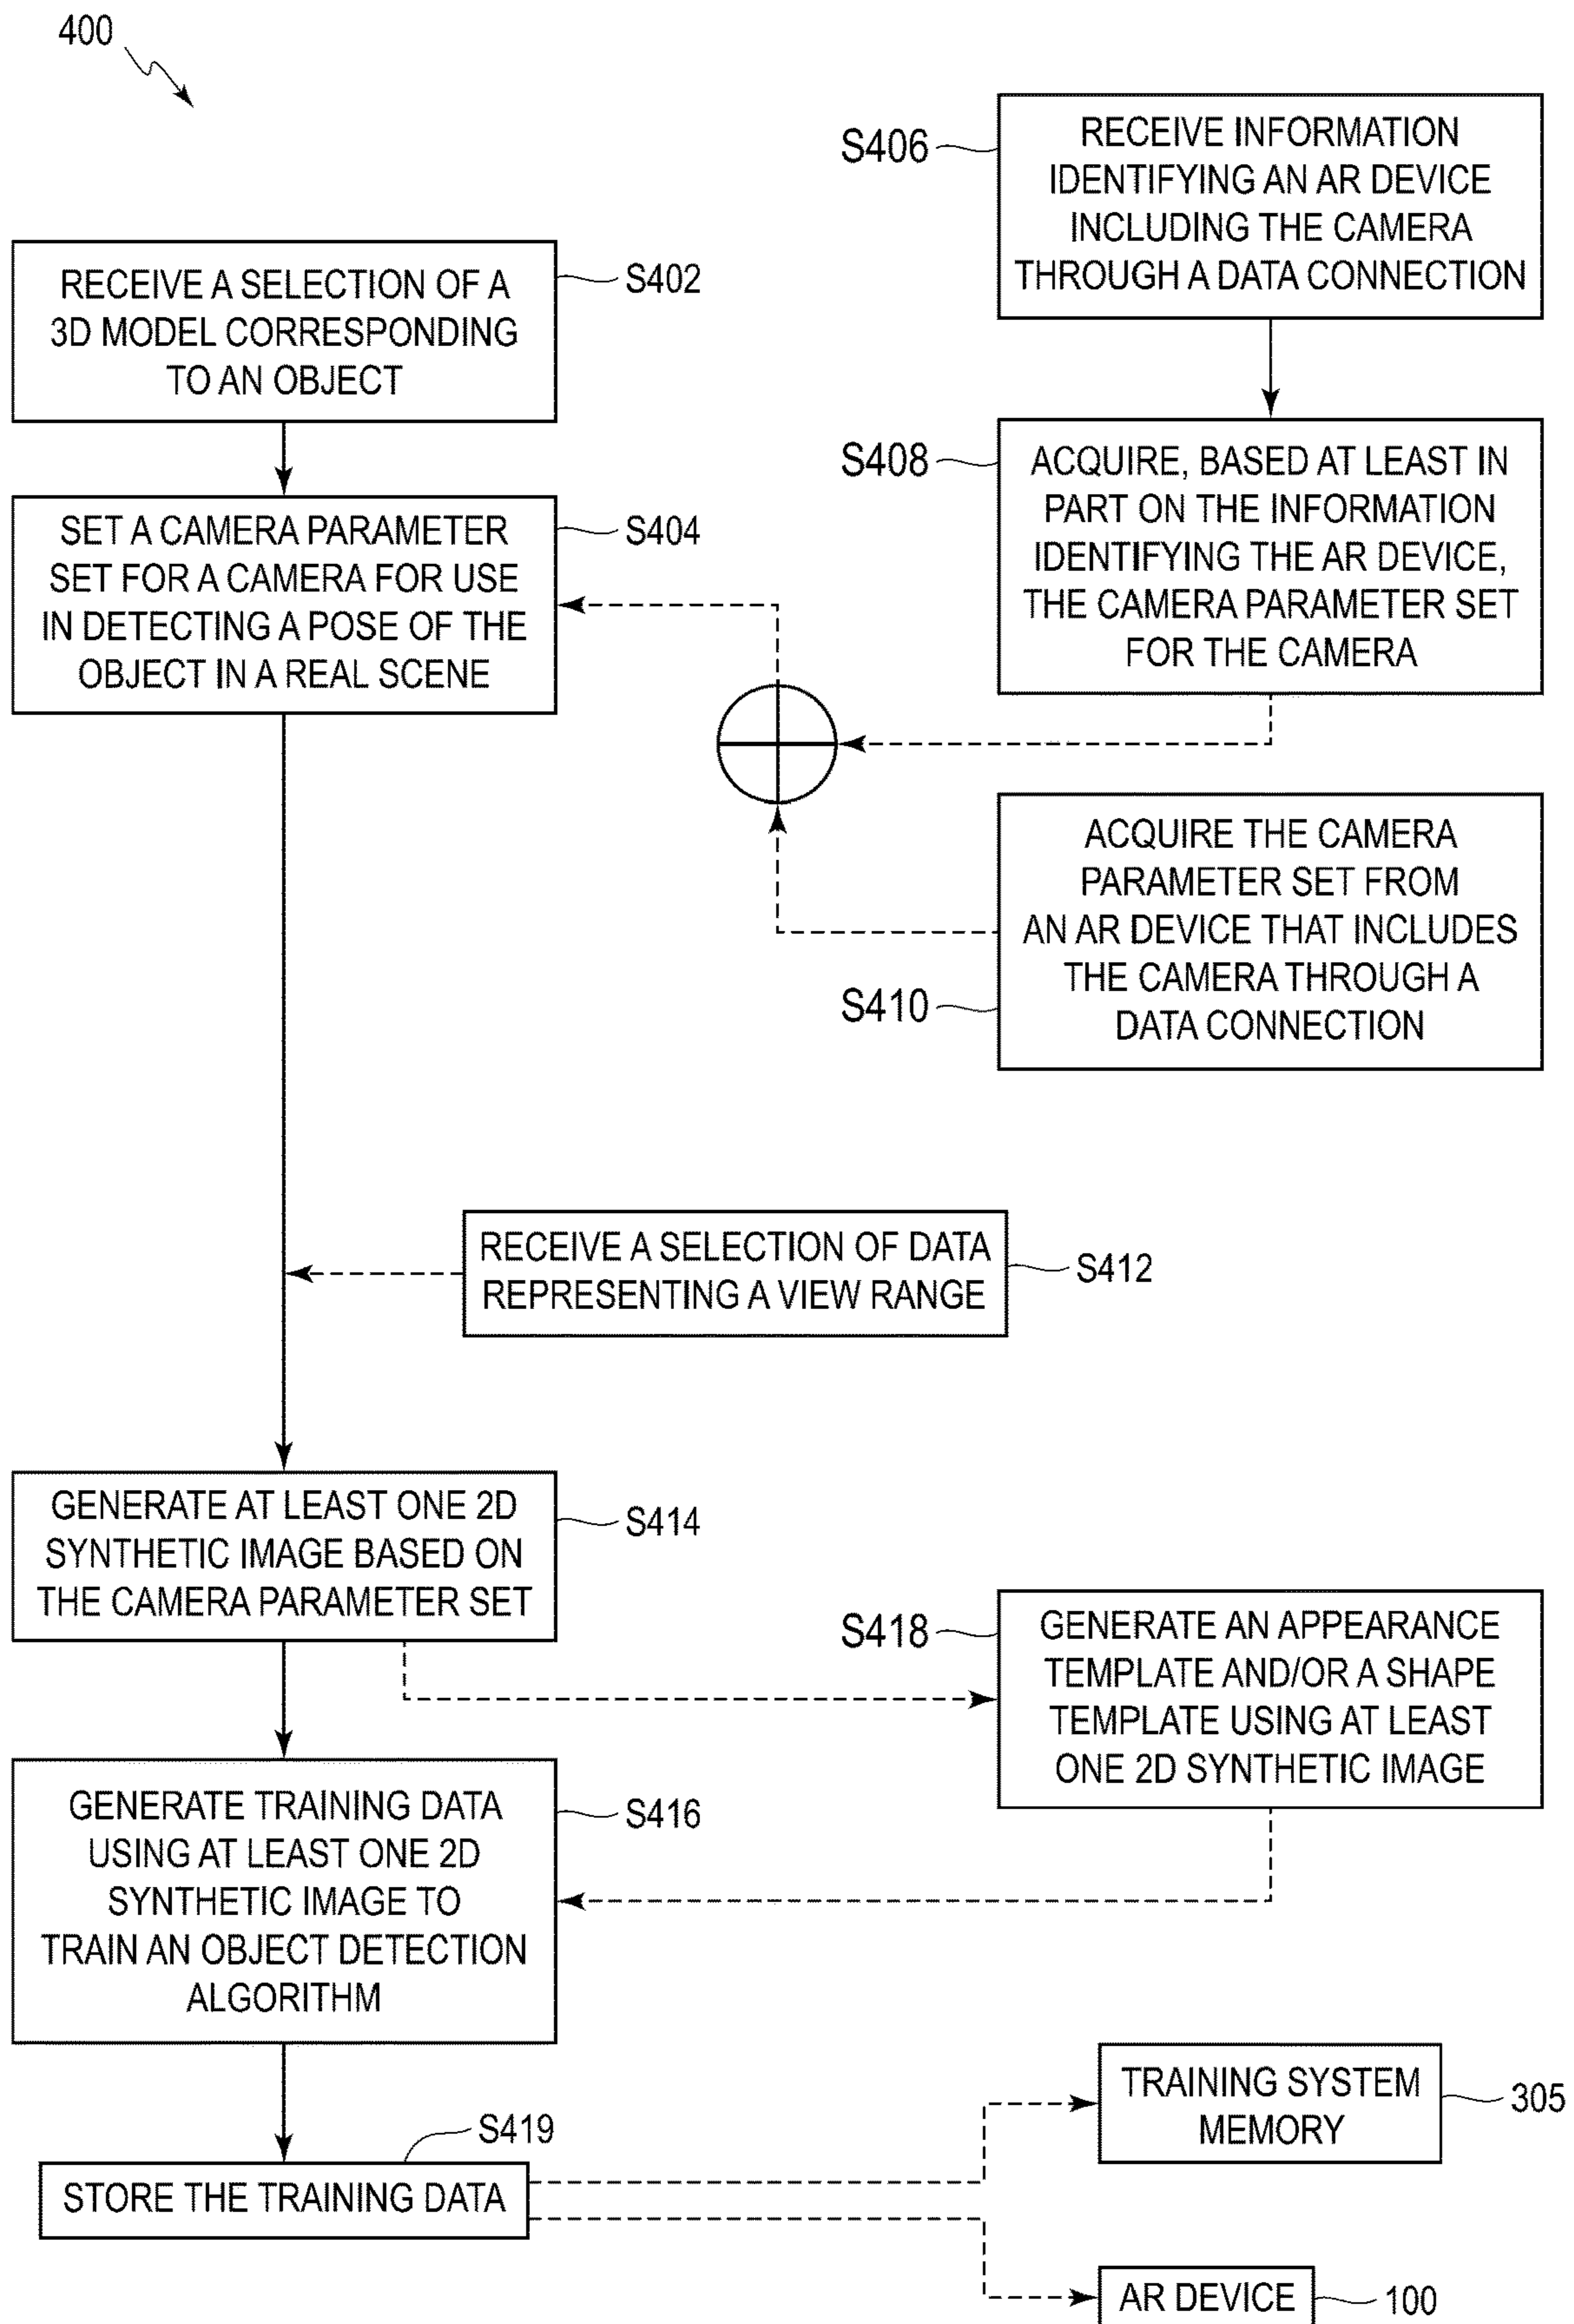 400
RECEIVE INFORMATION
IDENTIFYING AN AR DEVICE
INCLUDING THE CAMERA
THROUGH A DATA CONNECTION
S406
RECEIVE A SELECTION OF A
3D MODEL CORRESPONDING
TO AN OBJECT
S402
SET A CAMERA PARAMETER
SET FOR A CAMERA FOR USE
IN DETECTING A POSE OF THE
OBJECT IN A REAL SCENE
S404
S408
ACQUIRE, BASED AT LEAST IN
PART ON THE INFORMATION
IDENTIFYING THE AR DEVICE,
THE CAMERA PARAMETER SET
FOR THE CAMERA
ACQUIRE THE CAMERA
PARAMETER SET FROM
AN AR DEVICE THAT INCLUDES
THE CAMERA THROUGH A
DATA CONNECTION
S410
RECEIVE A SELECTION OF DATA
REPRESENTING A VIEW RANGE
S412
GENERATE AT LEAST ONE 2D
SYNTHETIC IMAGE BASED ON
THE CAMERA PARAMETER SET
S414
S418
GENERATE AN APPEARANCE
TEMPLATE AND/OR A SHAPE
TEMPLATE USING AT LEAST
ONE 2D SYNTHETIC IMAGE
GENERATE TRAINING DATA
USING AT LEAST ONE 2D
SYNTHETIC IMAGE TO
TRAIN AN OBJECT DETECTION
ALGORITHM
S416
TRAINING SYSTEM
MEMORY
305
S419
STORE THE TRAINING DATA
AR DEVICE
100